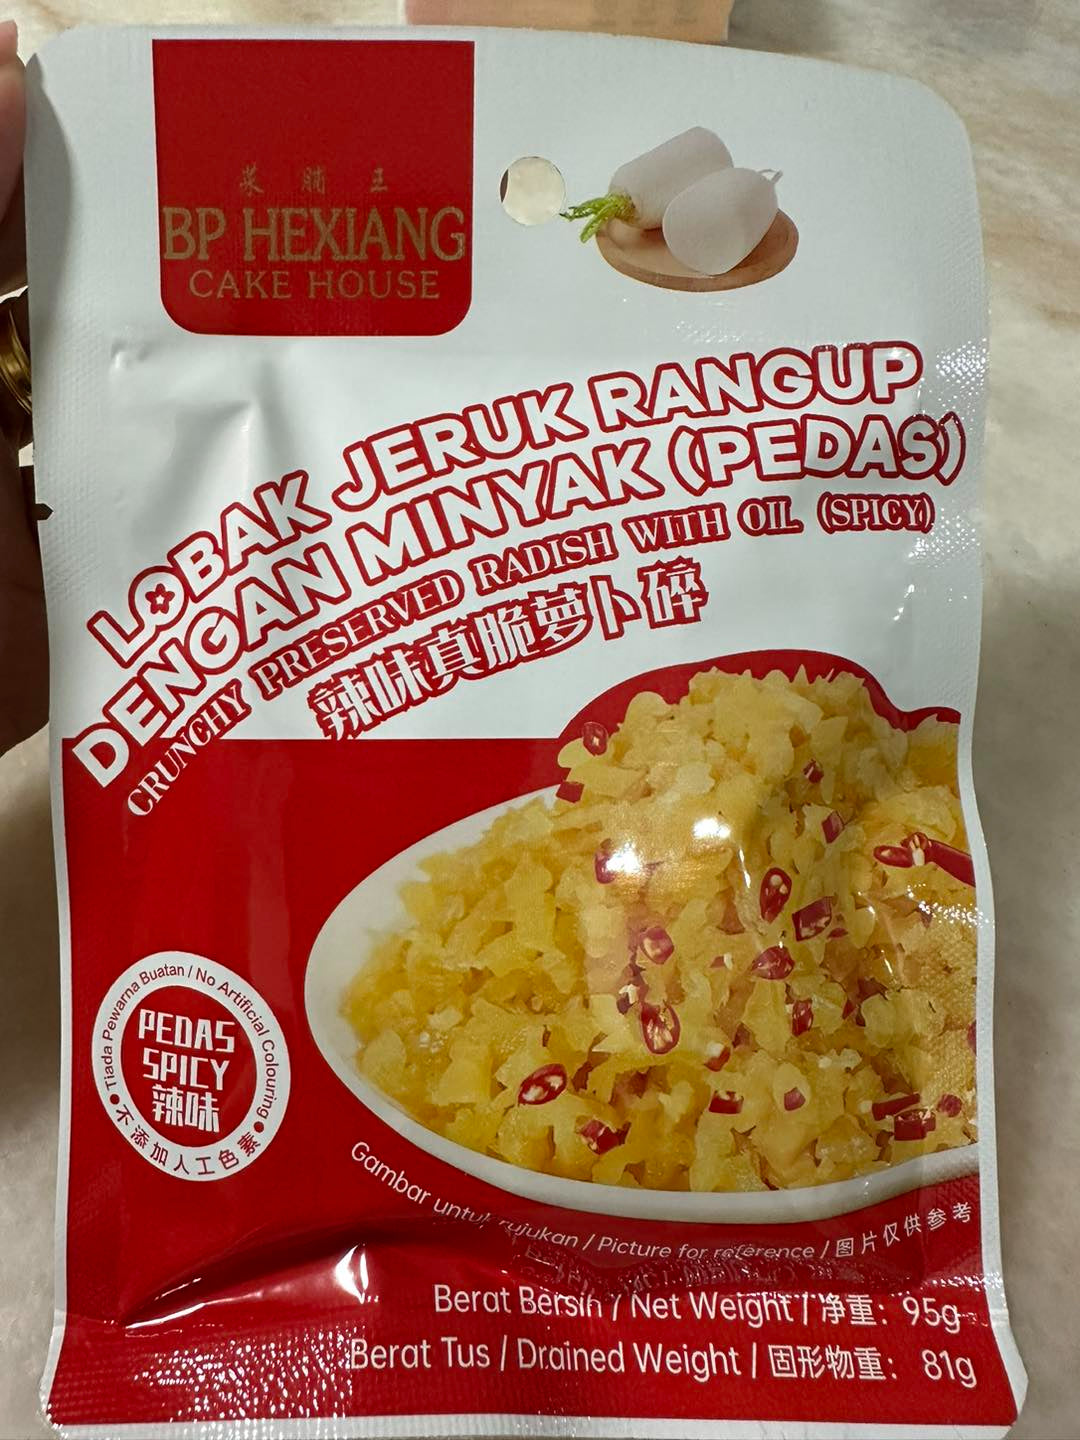 菜脯王
BP HEXIANG
CAKE HOUSE
LOBAK JERUK RANGUP
DENGAN MINYAK (PEDAS)
CRUNCHY PRESERVED RADISH WITH OIL (SPICY)
辣味真脆萝卜碎
Tiada Pewarna Buatan / No Artificial Colouring
PEDAS
SPICY
辣味
不添加人工色素
Gambar untuk rujukan / Picture for reference / 图片仅供参考
Berat Bersih / Net Weight / 净重：95g
Berat Tus / Drained Weight / 固形物重：81g